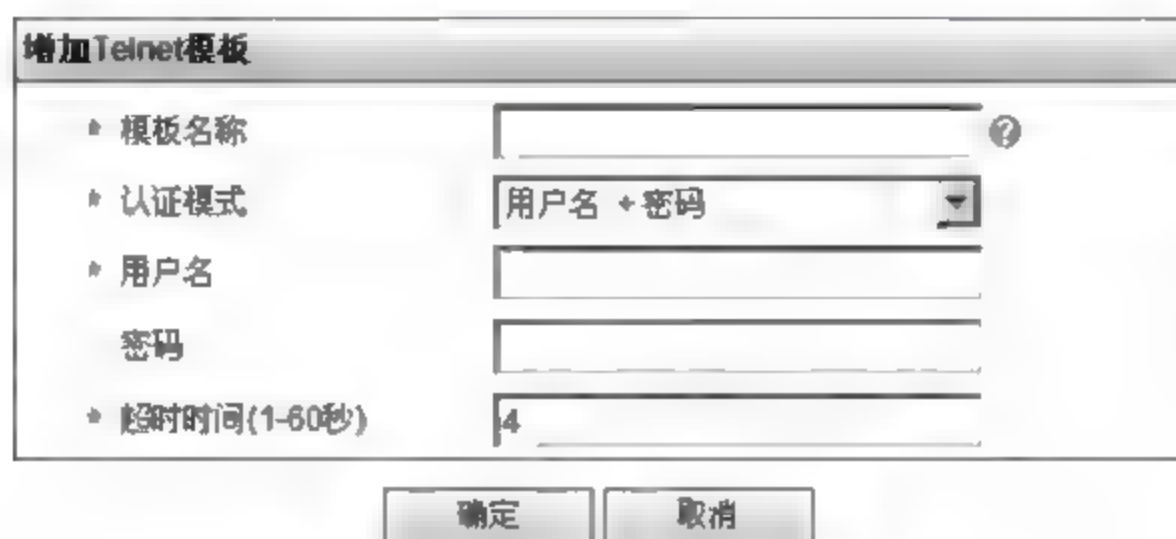 增加Telnet模板
* 模板名称
* 认证模式 用户名 + 密码
* 用户名
密码
* 超时时间(1-60秒) 4
确定 取消